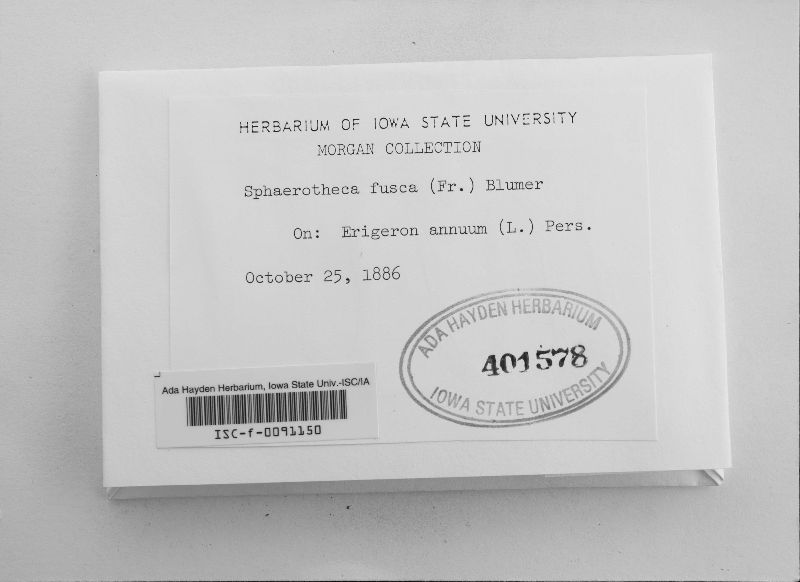 HERBARIUM OF IOWA STATE UNIVERSITY
MORGAN COLLECTION
Sphaerotheca fusca (Fr.) Blumer
On: Erigeron annuum (L.) Pers.
October 25, 1886
ADA HAYDEN HERBARIUM
401578
IOWA STATE UNIVERSITY
Ada Hayden Herbarium, Iowa State Univ.-ISC/IA
ISC-f-0091150